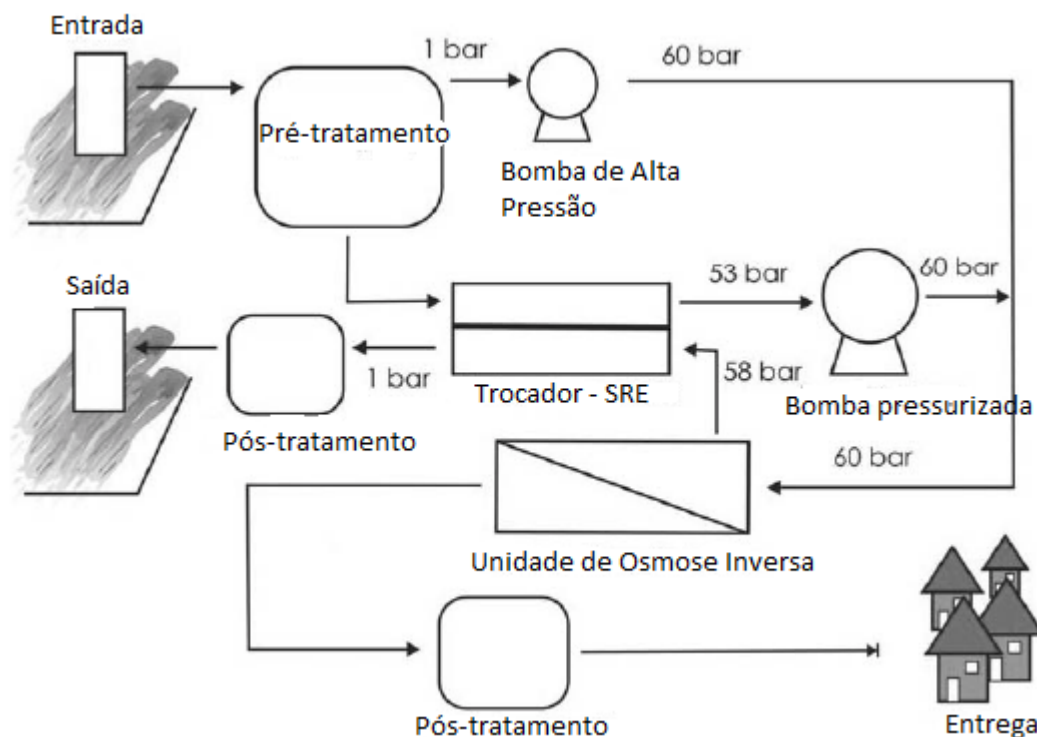 Entrada
1 bar
60 bar
Pré-tratamento
Bomba de Alta
Pressão
Saída
53 bar
60 bar
1 bar
58 bar
Trocador - SRE
Bomba pressurizada
Pós-tratamento
60 bar
Unidade de Osmose Inversa
Pós-tratamento
Entrega